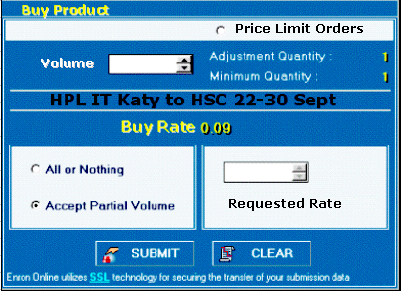 Buy Product
Price Limit Orders
Volume
Adjustment Quantity : 1
Minimum Quantity : 1
HPL IT Katy to HSC 22-30 Sept
Buy Rate 0.09
All or Nothing
Accept Partial Volume
Requested Rate
SUBMIT
CLEAR
Enron Online utilizes SSL technology for securing the transfer of your submission data